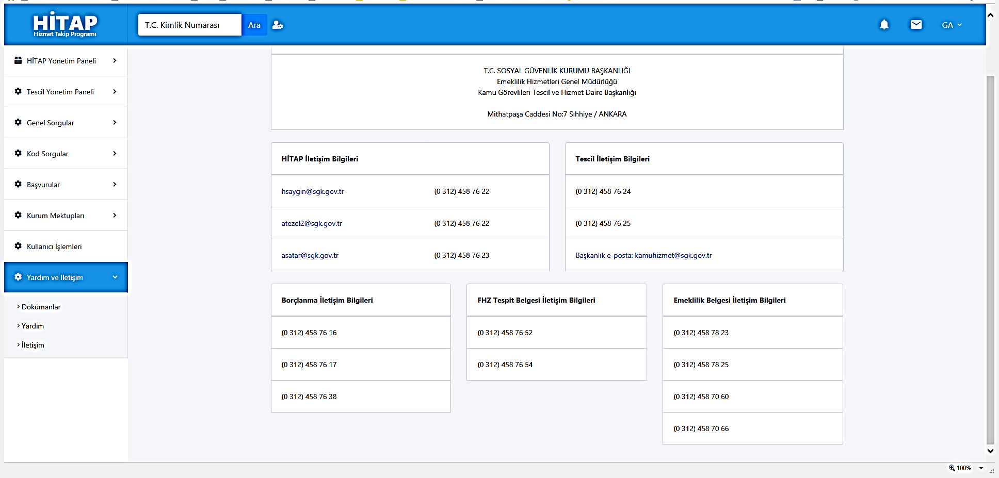 HİTAP
Hizmet Takip Programı
T.C. Kimlik Numarası
Ara
GA
HİTAP Yönetim Paneli
Tescil Yönetim Paneli
Genel Sorgular
Kod Sorgular
Başvurular
Kurum Mektupları
Kullanıcı İşlemleri
Yardım ve İletişim
Dökümanlar
Yardım
İletişim
T.C. SOSYAL GÜVENLİK KURUMU BAŞKANLIĞI
Emeklilik Hizmetleri Genel Müdürlüğü
Kamu Görevlileri Tescil ve Hizmet Daire Başkanlığı
Mithatpaşa Caddesi No:7 Sıhhiye / ANKARA
HİTAP İletişim Bilgileri
hsaygin@sgk.gov.tr (0 312) 458 76 22
atezel2@sgk.gov.tr (0 312) 458 76 22
asatar@sgk.gov.tr (0 312) 458 76 23
Tescil İletişim Bilgileri
(0 312) 458 76 24
(0 312) 458 76 25
Başkanlık e-posta: kamuhizmet@sgk.gov.tr
Borçlanma İletişim Bilgileri
(0 312) 458 76 16
(0 312) 458 76 17
(0 312) 458 76 38
FHZ Tespit Belgesi İletişim Bilgileri
(0 312) 458 76 52
(0 312) 458 76 54
Emeklilik Belgesi İletişim Bilgileri
(0 312) 458 78 23
(0 312) 458 78 25
(0 312) 458 70 60
(0 312) 458 70 66
100%